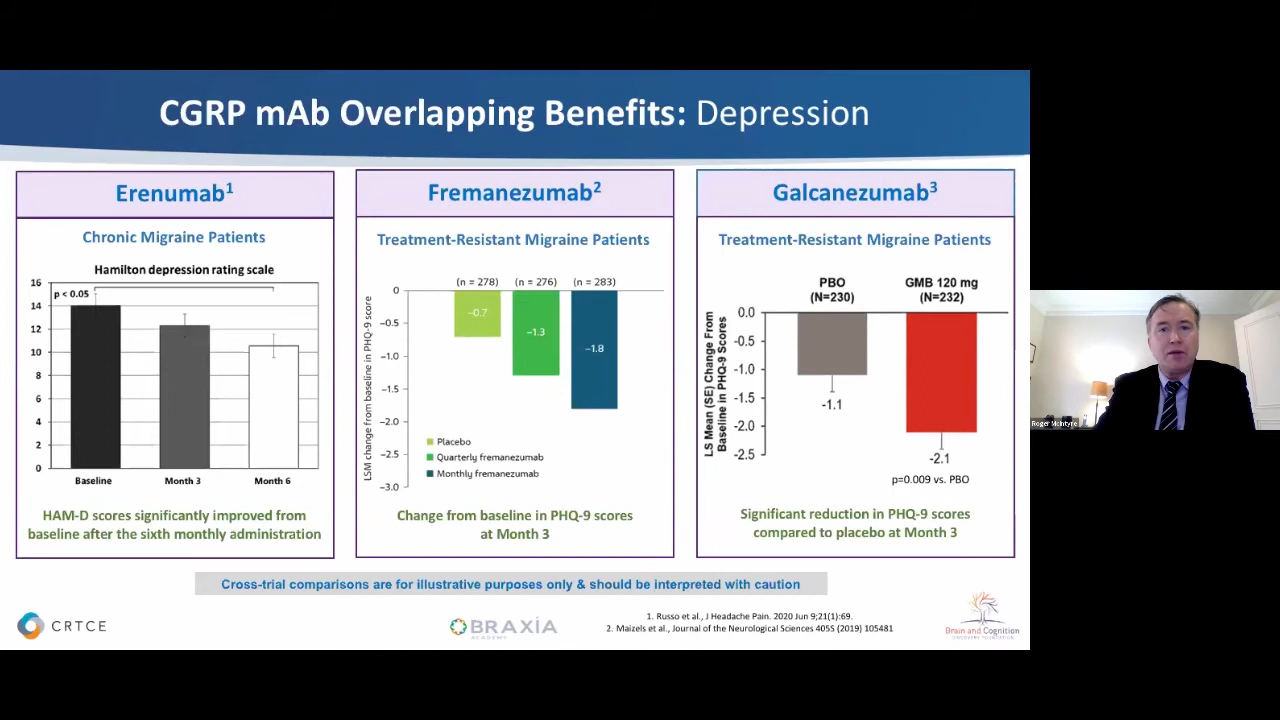 CGRP mAb Overlapping Benefits: Depression
Erenumab1
Chronic Migraine Patients
Hamilton depression rating scale
16
14
12
10
8
6
4
2
0
p < 0.05
Baseline
Month 3
Month 6
HAM-D scores significantly improved from
baseline after the sixth monthly administration
Fremanezumab2
Treatment-Resistant Migraine Patients
(n = 278)
(n = 276)
(n = 283)
LSM change from baseline in PHQ-9 score
0
−0.5
−1.0
−1.5
−2.0
−2.5
−3.0
−0.7
−1.3
−1.8
Placebo
Quarterly fremanezumab
Monthly fremanezumab
Change from baseline in PHQ-9 scores
at Month 3
Galcanezumab3
Treatment-Resistant Migraine Patients
PBO
(N=230)
GMB 120 mg
(N=232)
LS Mean (SE) Change From
Baseline in PHQ-9 Scores
0.0
-0.5
-1.0
-1.5
-2.0
-2.5
-1.1
-2.1
p=0.009 vs. PBO
Significant reduction in PHQ-9 scores
compared to placebo at Month 3
Cross-trial comparisons are for illustrative purposes only & should be interpreted with caution
CRTCE
BRAXIA
ACADEMY
1. Russo et al., J Headache Pain. 2020 Jun 9;21(1):69.
2. Maizels et al., Journal of the Neurological Sciences 405S (2019) 105481
Brain and Cognition
DISCOVERY FOUNDATION
Roger McIntyre